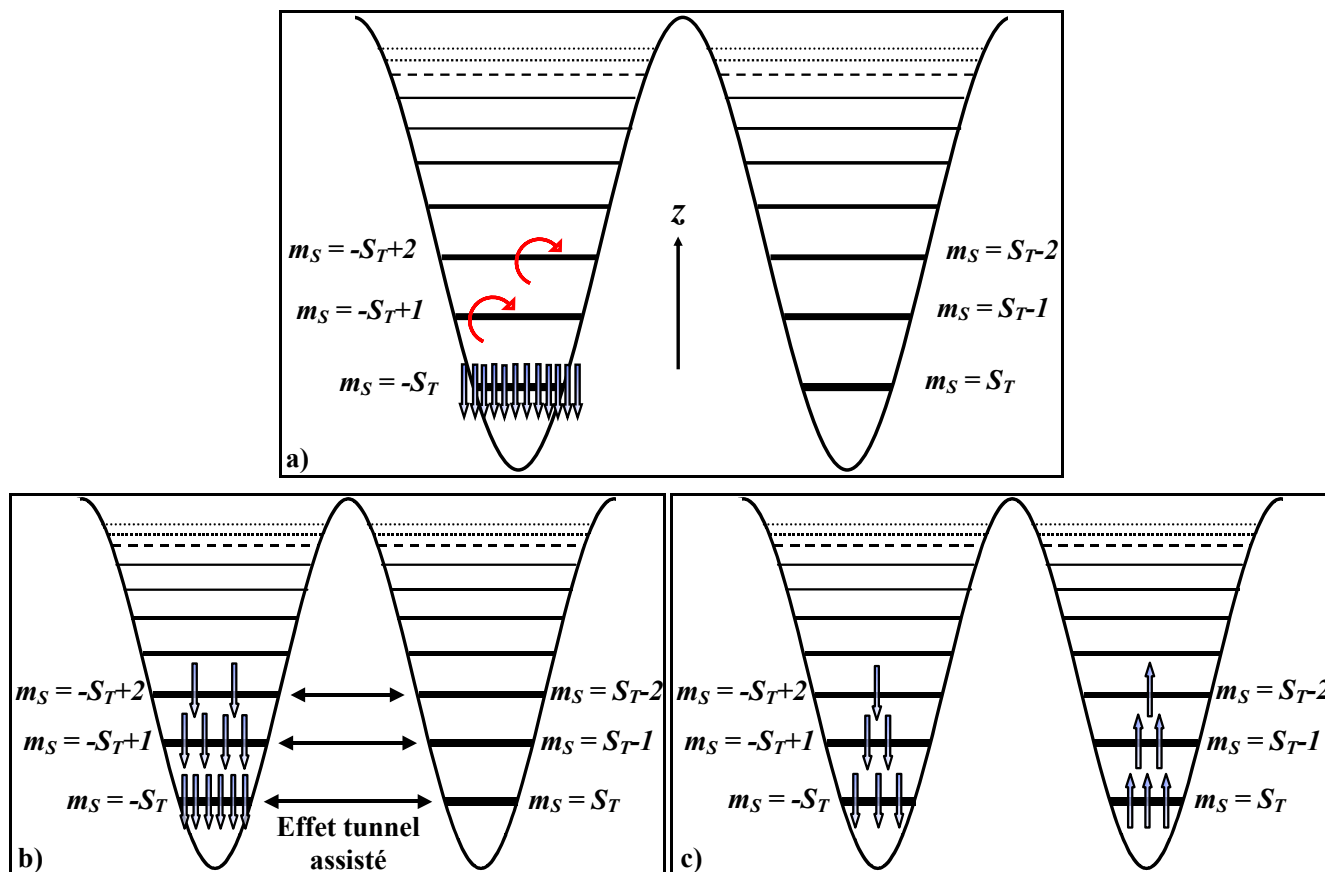 z
m_S = -S_T+2
m_S = S_T-2
m_S = -S_T+1
m_S = S_T-1
m_S = -S_T
m_S = S_T
a)
m_S = -S_T+2
m_S = S_T-2
m_S = -S_T+1
m_S = S_T-1
m_S = -S_T
m_S = S_T
Effet tunnel
assisté
b)
m_S = -S_T+2
m_S = S_T-2
m_S = -S_T+1
m_S = S_T-1
m_S = -S_T
m_S = S_T
c)